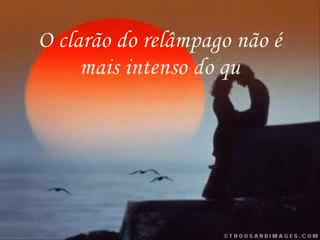 O clarão do relâmpago não é
mais intenso do qu
©THOUSANDIMAGES.COM